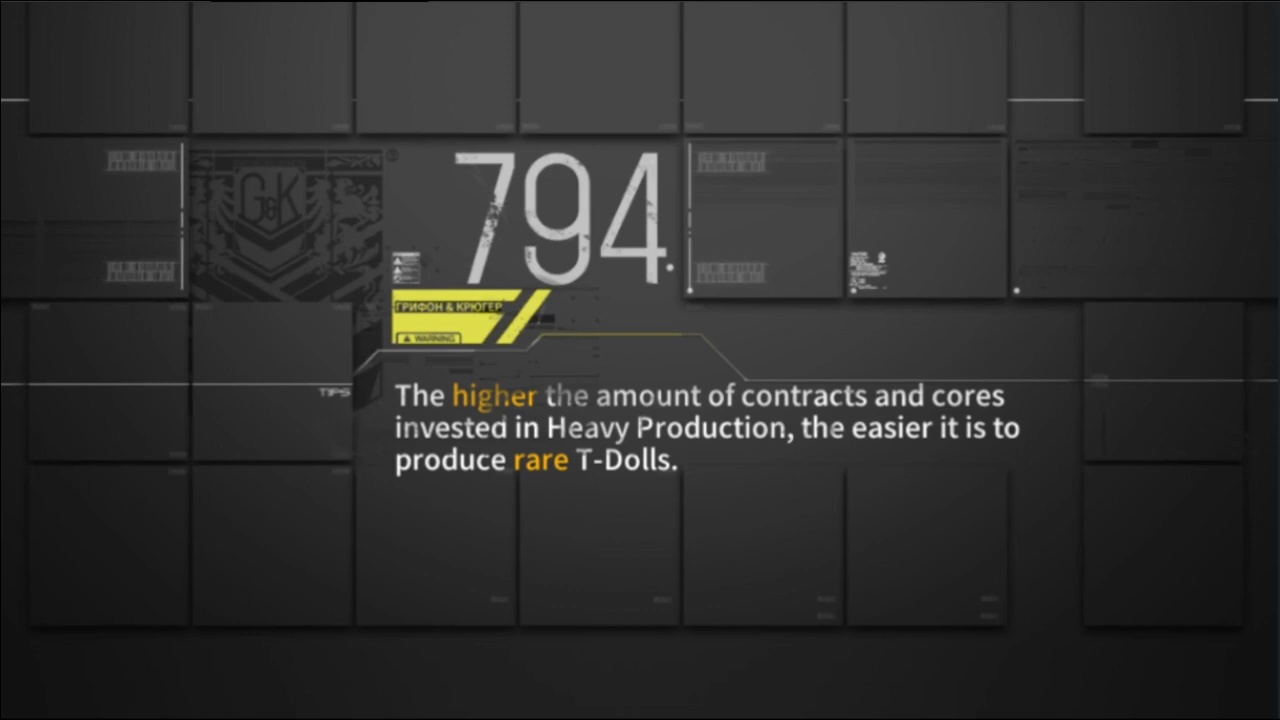 G&K
794.
ГРИФОН & КРЮГЕР
WARNING
TIPS
The higher the amount of contracts and cores
invested in Heavy Production, the easier it is to
produce rare T-Dolls.